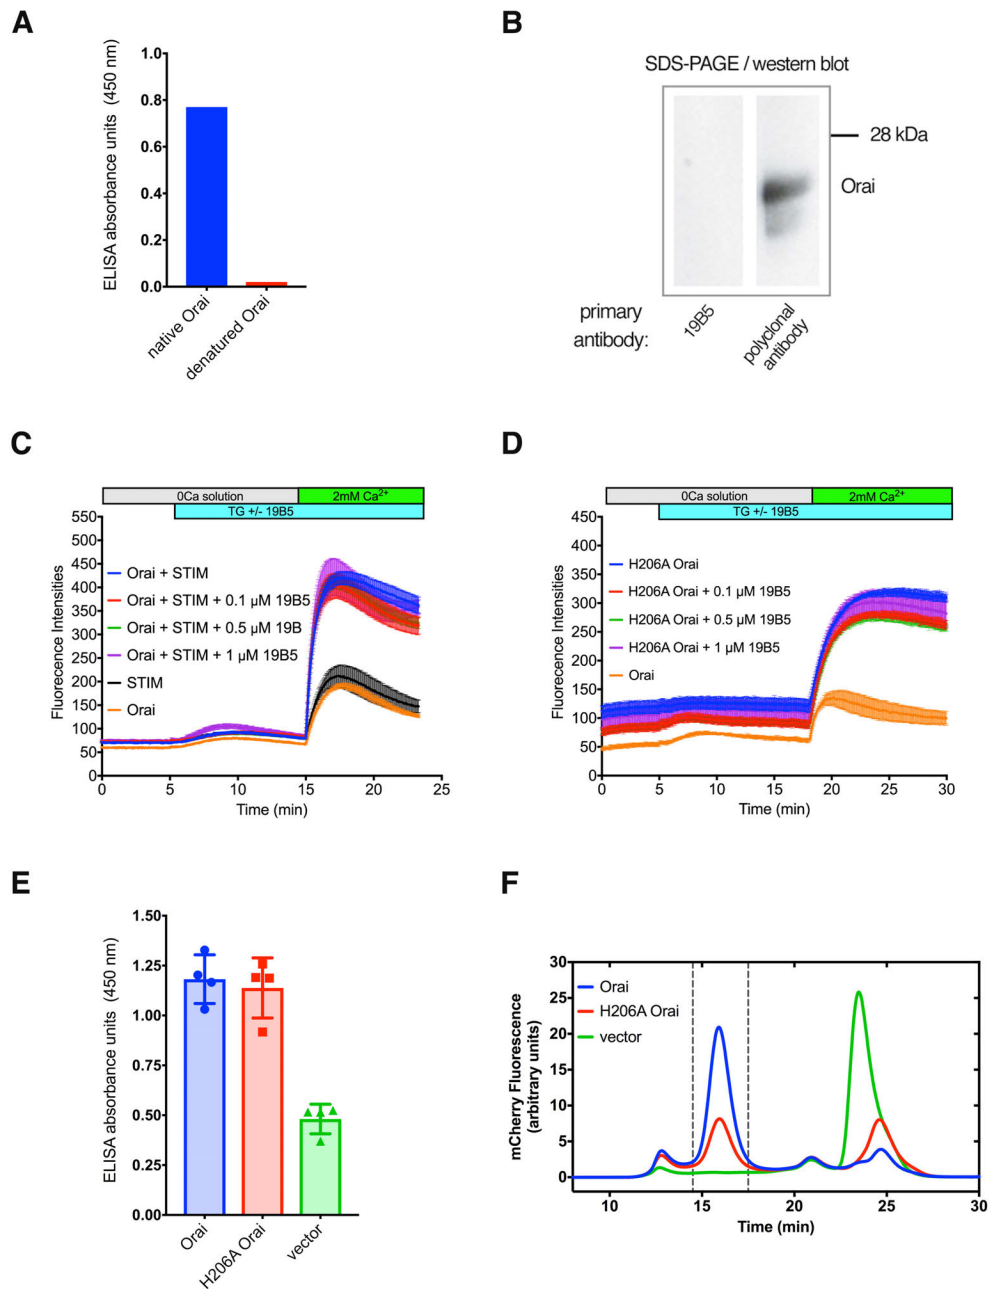 A
ELISA absorbance units (450 nm)
1.0
0.8
0.6
0.4
0.2
0.0
native Orai
denatured Orai
B
SDS-PAGE / western blot
28 kDa
Orai
primary
antibody:
19B5
polyclonal
antibody
C
0Ca solution
2mM Ca²⁺
TG +/- 19B5
Fluorescence Intensities
550
500
450
400
350
300
250
200
150
100
50
0
Orai + STIM
Orai + STIM + 0.1 μM 19B5
Orai + STIM + 0.5 μM 19B
Orai + STIM + 1 μM 19B5
STIM
Orai
0
5
10
15
20
25
Time (min)
D
0Ca solution
2mM Ca²⁺
TG +/- 19B5
Fluorescence Intensities
450
400
350
300
250
200
150
100
50
0
H206A Orai
H206A Orai + 0.1 μM 19B5
H206A Orai + 0.5 μM 19B5
H206A Orai + 1 μM 19B5
Orai
0
5
10
15
20
25
30
Time (min)
E
ELISA absorbance units (450 nm)
1.50
1.25
1.00
0.75
0.50
0.25
0.00
Orai
H206A Orai
vector
F
mCherry Fluorescence
(arbitrary units)
30
25
20
15
10
5
0
Orai
H206A Orai
vector
10
15
20
25
30
Time (min)